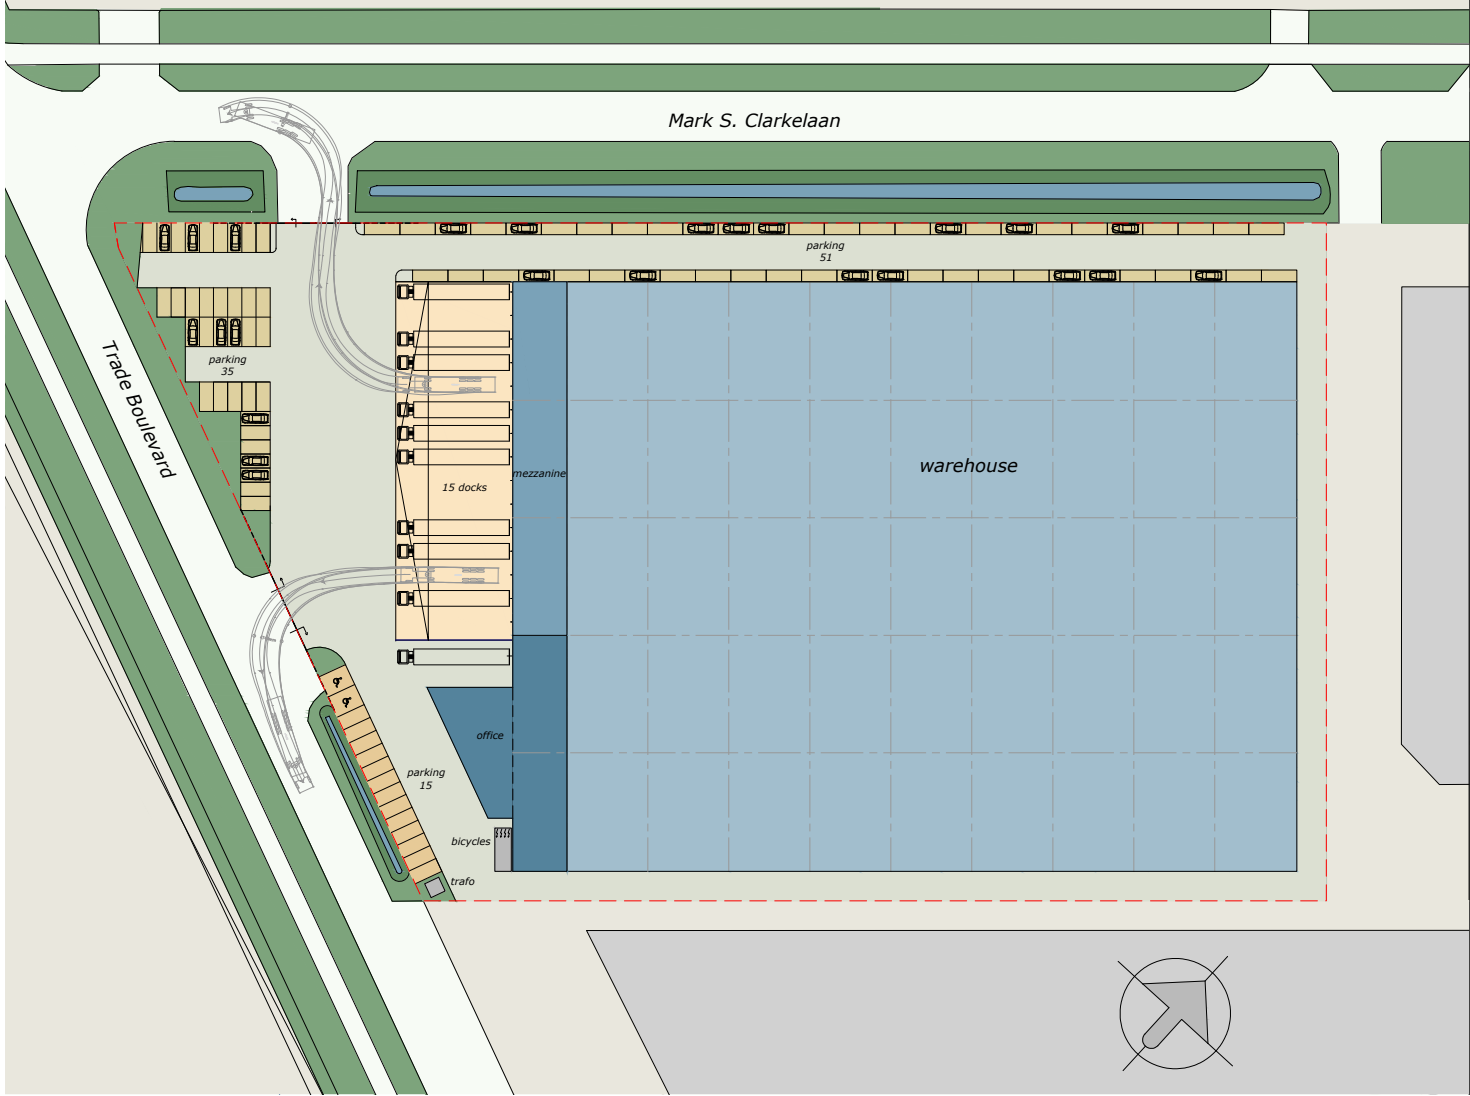 Mark S. Clarkelaan
parking
51
Trade Boulevard
parking
35
mezzanine
warehouse
15 docks
office
parking
15
bicycles
trafo